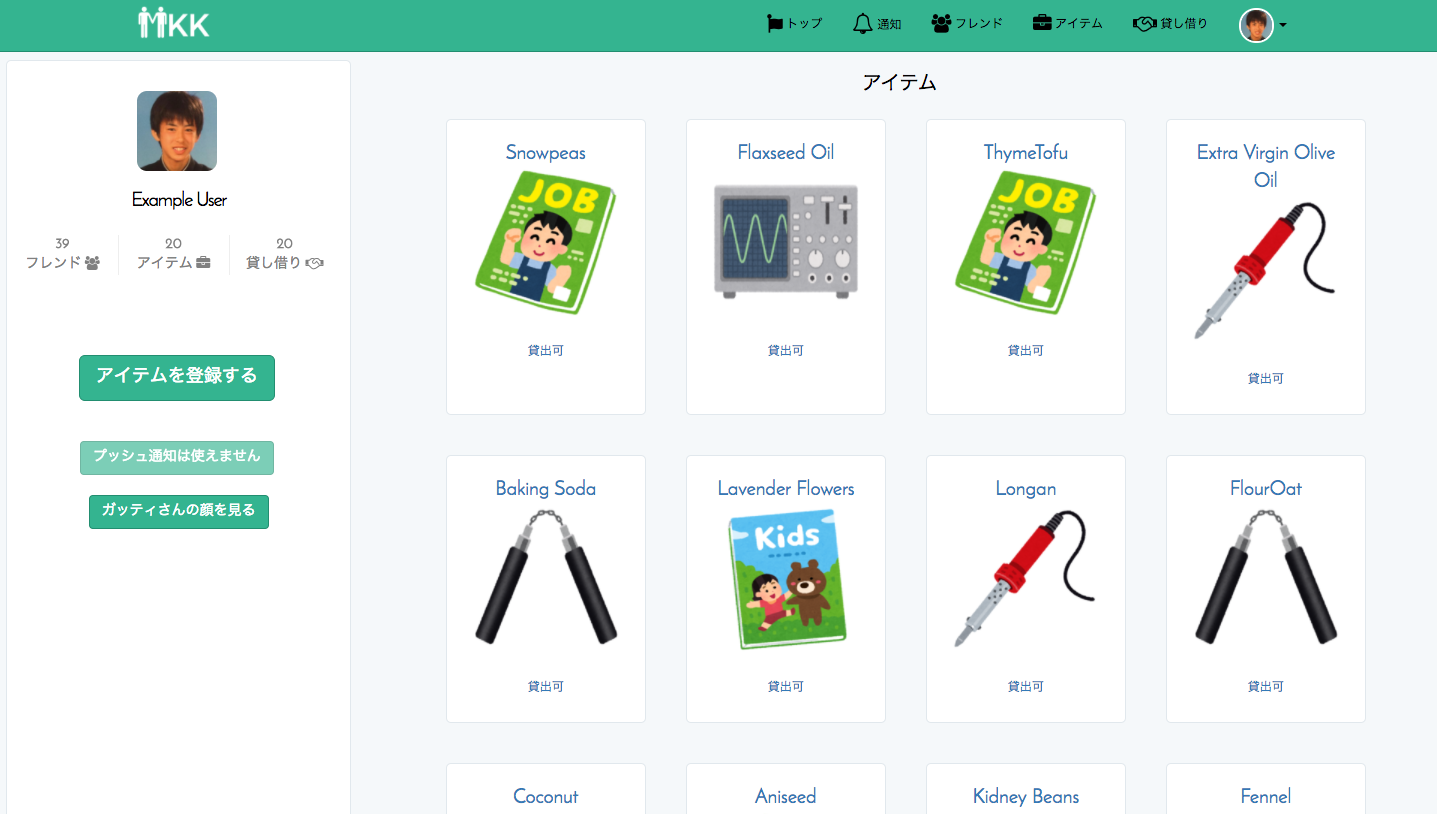 KK
トップ
通知
フレンド
アイテム
貸し借り
Example User
39
フレンド
20
アイテム
20
貸し借り
アイテムを登録する
プッシュ通知は使えません
ガッティさんの顔を見る
アイテム
Snowpeas
JOB
貸出可
Flaxseed Oil
貸出可
ThymeTofu
JOB
貸出可
Extra Virgin Olive
Oil
貸出可
Baking Soda
貸出可
Lavender Flowers
Kids
貸出可
Longan
貸出可
FlourOat
貸出可
Coconut
Aniseed
Kidney Beans
Fennel